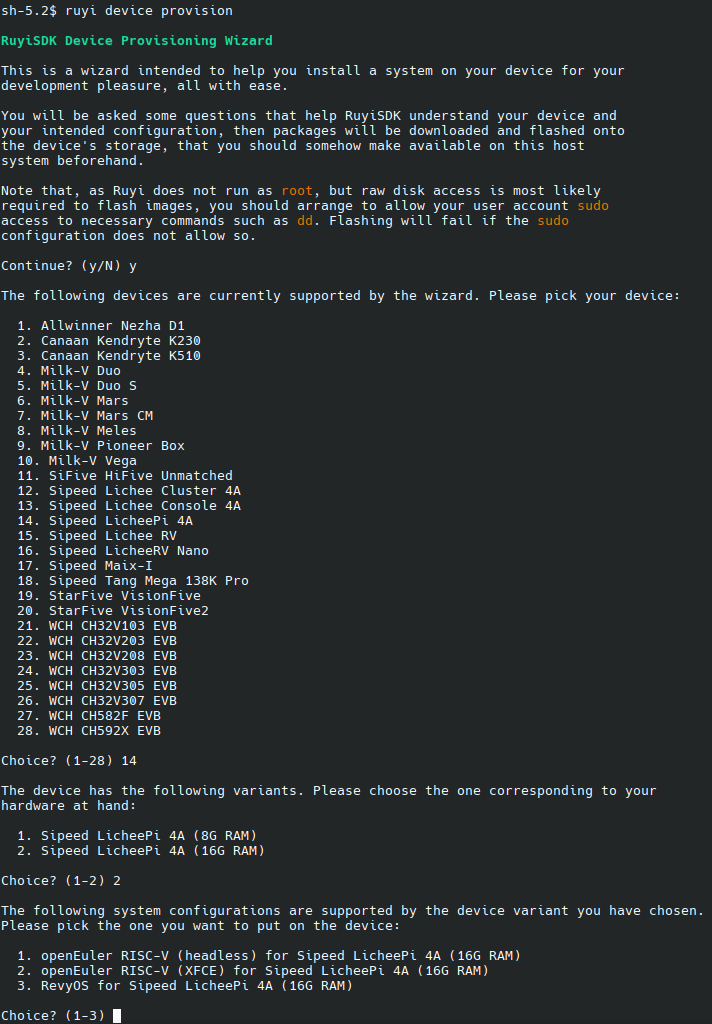 sh-5.2$ ruyi device provision
RuyiSDK Device Provisioning Wizard
This is a wizard intended to help you install a system on your device for your
development pleasure, all with ease.
You will be asked some questions that help RuyiSDK understand your device and
your intended configuration, then packages will be downloaded and flashed onto
the device's storage, that you should somehow make available on this host
system beforehand.
Note that, as Ruyi does not run as root, but raw disk access is most likely
required to flash images, you should arrange to allow your user account sudo
access to necessary commands such as dd. Flashing will fail if the sudo
configuration does not allow so.
Continue? (y/N) y
The following devices are currently supported by the wizard. Please pick your device:
1. Allwinner Nezha D1
2. Canaan Kendryte K230
3. Canaan Kendryte K510
4. Milk-V Duo
5. Milk-V Duo S
6. Milk-V Mars
7. Milk-V Mars CM
8. Milk-V Meles
9. Milk-V Pioneer Box
10. Milk-V Vega
11. SiFive HiFive Unmatched
12. Sipeed Lichee Cluster 4A
13. Sipeed Lichee Console 4A
14. Sipeed LicheePi 4A
15. Sipeed Lichee RV
16. Sipeed LicheeRV Nano
17. Sipeed Maix-I
18. Sipeed Tang Mega 138K Pro
19. StarFive VisionFive
20. StarFive VisionFive2
21. WCH CH32V103 EVB
22. WCH CH32V203 EVB
23. WCH CH32V208 EVB
24. WCH CH32V303 EVB
25. WCH CH32V305 EVB
26. WCH CH32V307 EVB
27. WCH CH582F EVB
28. WCH CH592X EVB
Choice? (1-28) 14
The device has the following variants. Please choose the one corresponding to your
hardware at hand:
1. Sipeed LicheePi 4A (8G RAM)
2. Sipeed LicheePi 4A (16G RAM)
Choice? (1-2) 2
The following system configurations are supported by the device variant you have chosen.
Please pick the one you want to put on the device:
1. openEuler RISC-V (headless) for Sipeed LicheePi 4A (16G RAM)
2. openEuler RISC-V (XFCE) for Sipeed LicheePi 4A (16G RAM)
3. RevyOS for Sipeed LicheePi 4A (16G RAM)
Choice? (1-3)